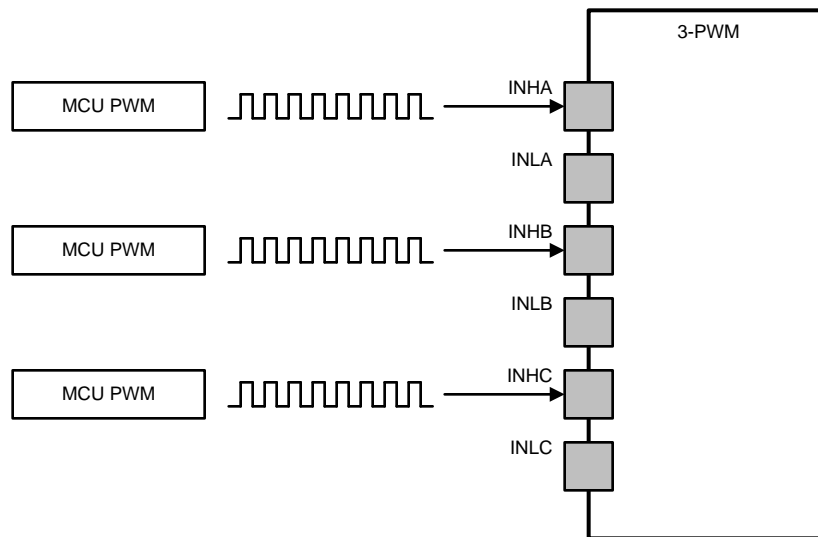 3-PWM
INHA
MCU PWM
INLA
INHB
MCU PWM
INLB
INHC
MCU PWM
INLC